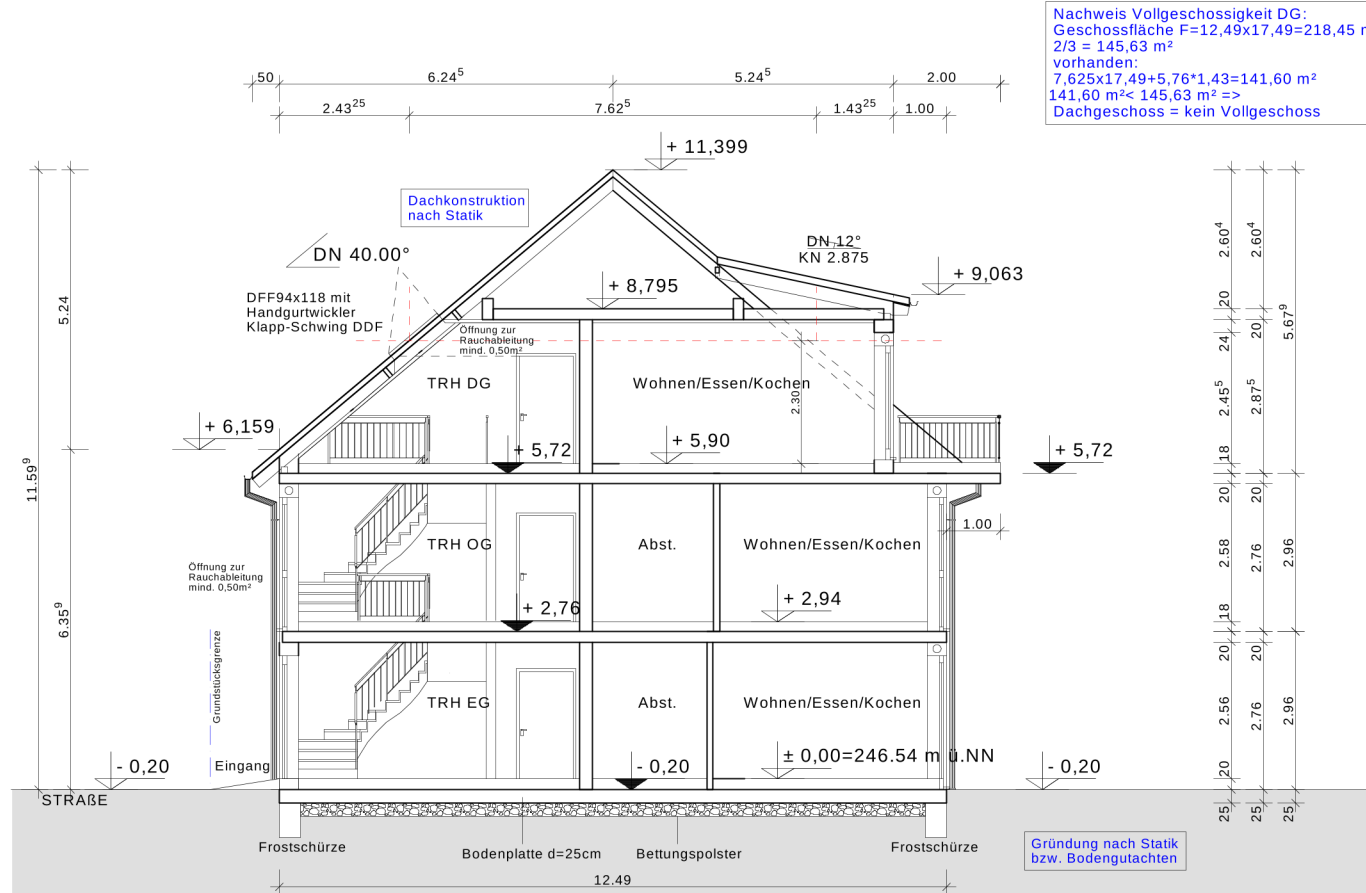 Nachweis Vollgeschossigkeit DG:
Geschossfläche F=12,49x17,49=218,45 m
2/3 = 145,63 m²
vorhanden:
7,625x17,49+5,76*1,43=141,60 m²
141,60 m²< 145,63 m² =>
Dachgeschoss = kein Vollgeschoss
50
6.24⁵
5.24⁵
2.00
2.43²⁵
7.62⁵
1.43²⁵
1.00
+ 11,399
Dachkonstruktion
nach Statik
DN 40.00°
DN 12°
KN 2.875
+ 9,063
+ 8,795
DFF94x118 mit
Handgurtwickler
Klapp-Schwing DDF
Öffnung zur
Rauchableitung
mind. 0,50m²
TRH DG
Wohnen/Essen/Kochen
2.30
+ 6,159
+ 5,72
+ 5,90
+ 5,72
1.00
TRH OG
Abst.
Wohnen/Essen/Kochen
Öffnung zur
Rauchableitung
mind. 0,50m²
+ 2,76
+ 2,94
Grundstücksgrenze
TRH EG
Abst.
Wohnen/Essen/Kochen
± 0,00=246.54 m ü.NN
- 0,20
Eingang
- 0,20
- 0,20
STRAßE
Frostschürze
Bodenplatte d=25cm
Bettungspolster
Frostschürze
Gründung nach Statik
bzw. Bodengutachten
12.49
11.59⁹
5.24
6.35⁹
2.60⁴
20
24
2.45⁵
18
20
2.58
18
20
2.56
20
25
2.60⁴
20
2.87⁵
20
2.76
20
2.76
25
5.67⁹
2.96
2.96
25